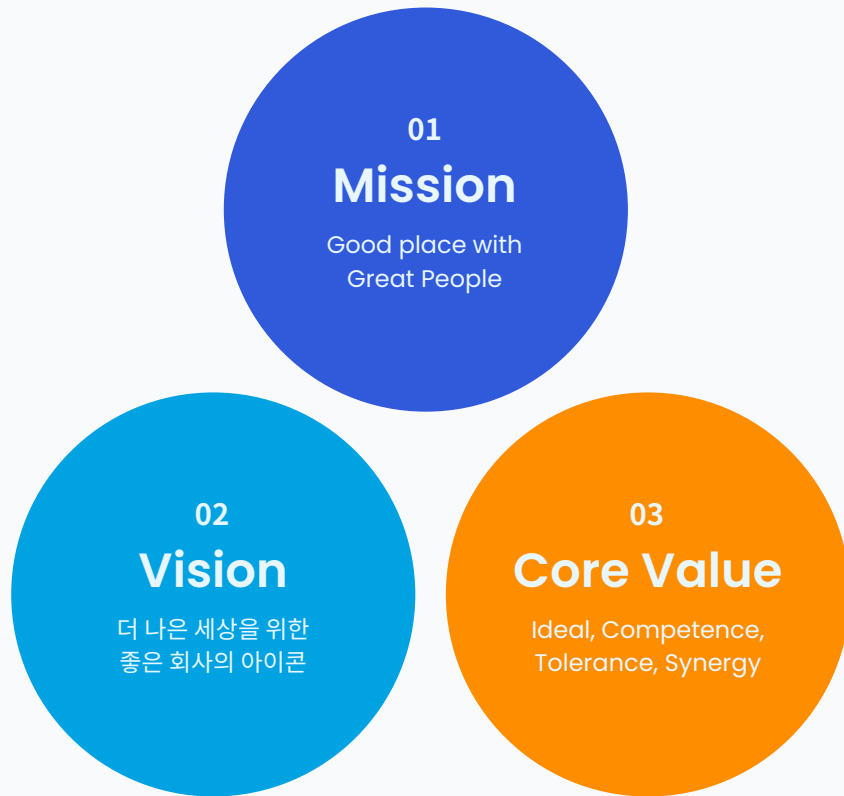 01
Mission
Good place with
Great People
02
Vision
더 나은 세상을 위한
좋은 회사의 아이콘
03
Core Value
Ideal, Competence,
Tolerance, Synergy